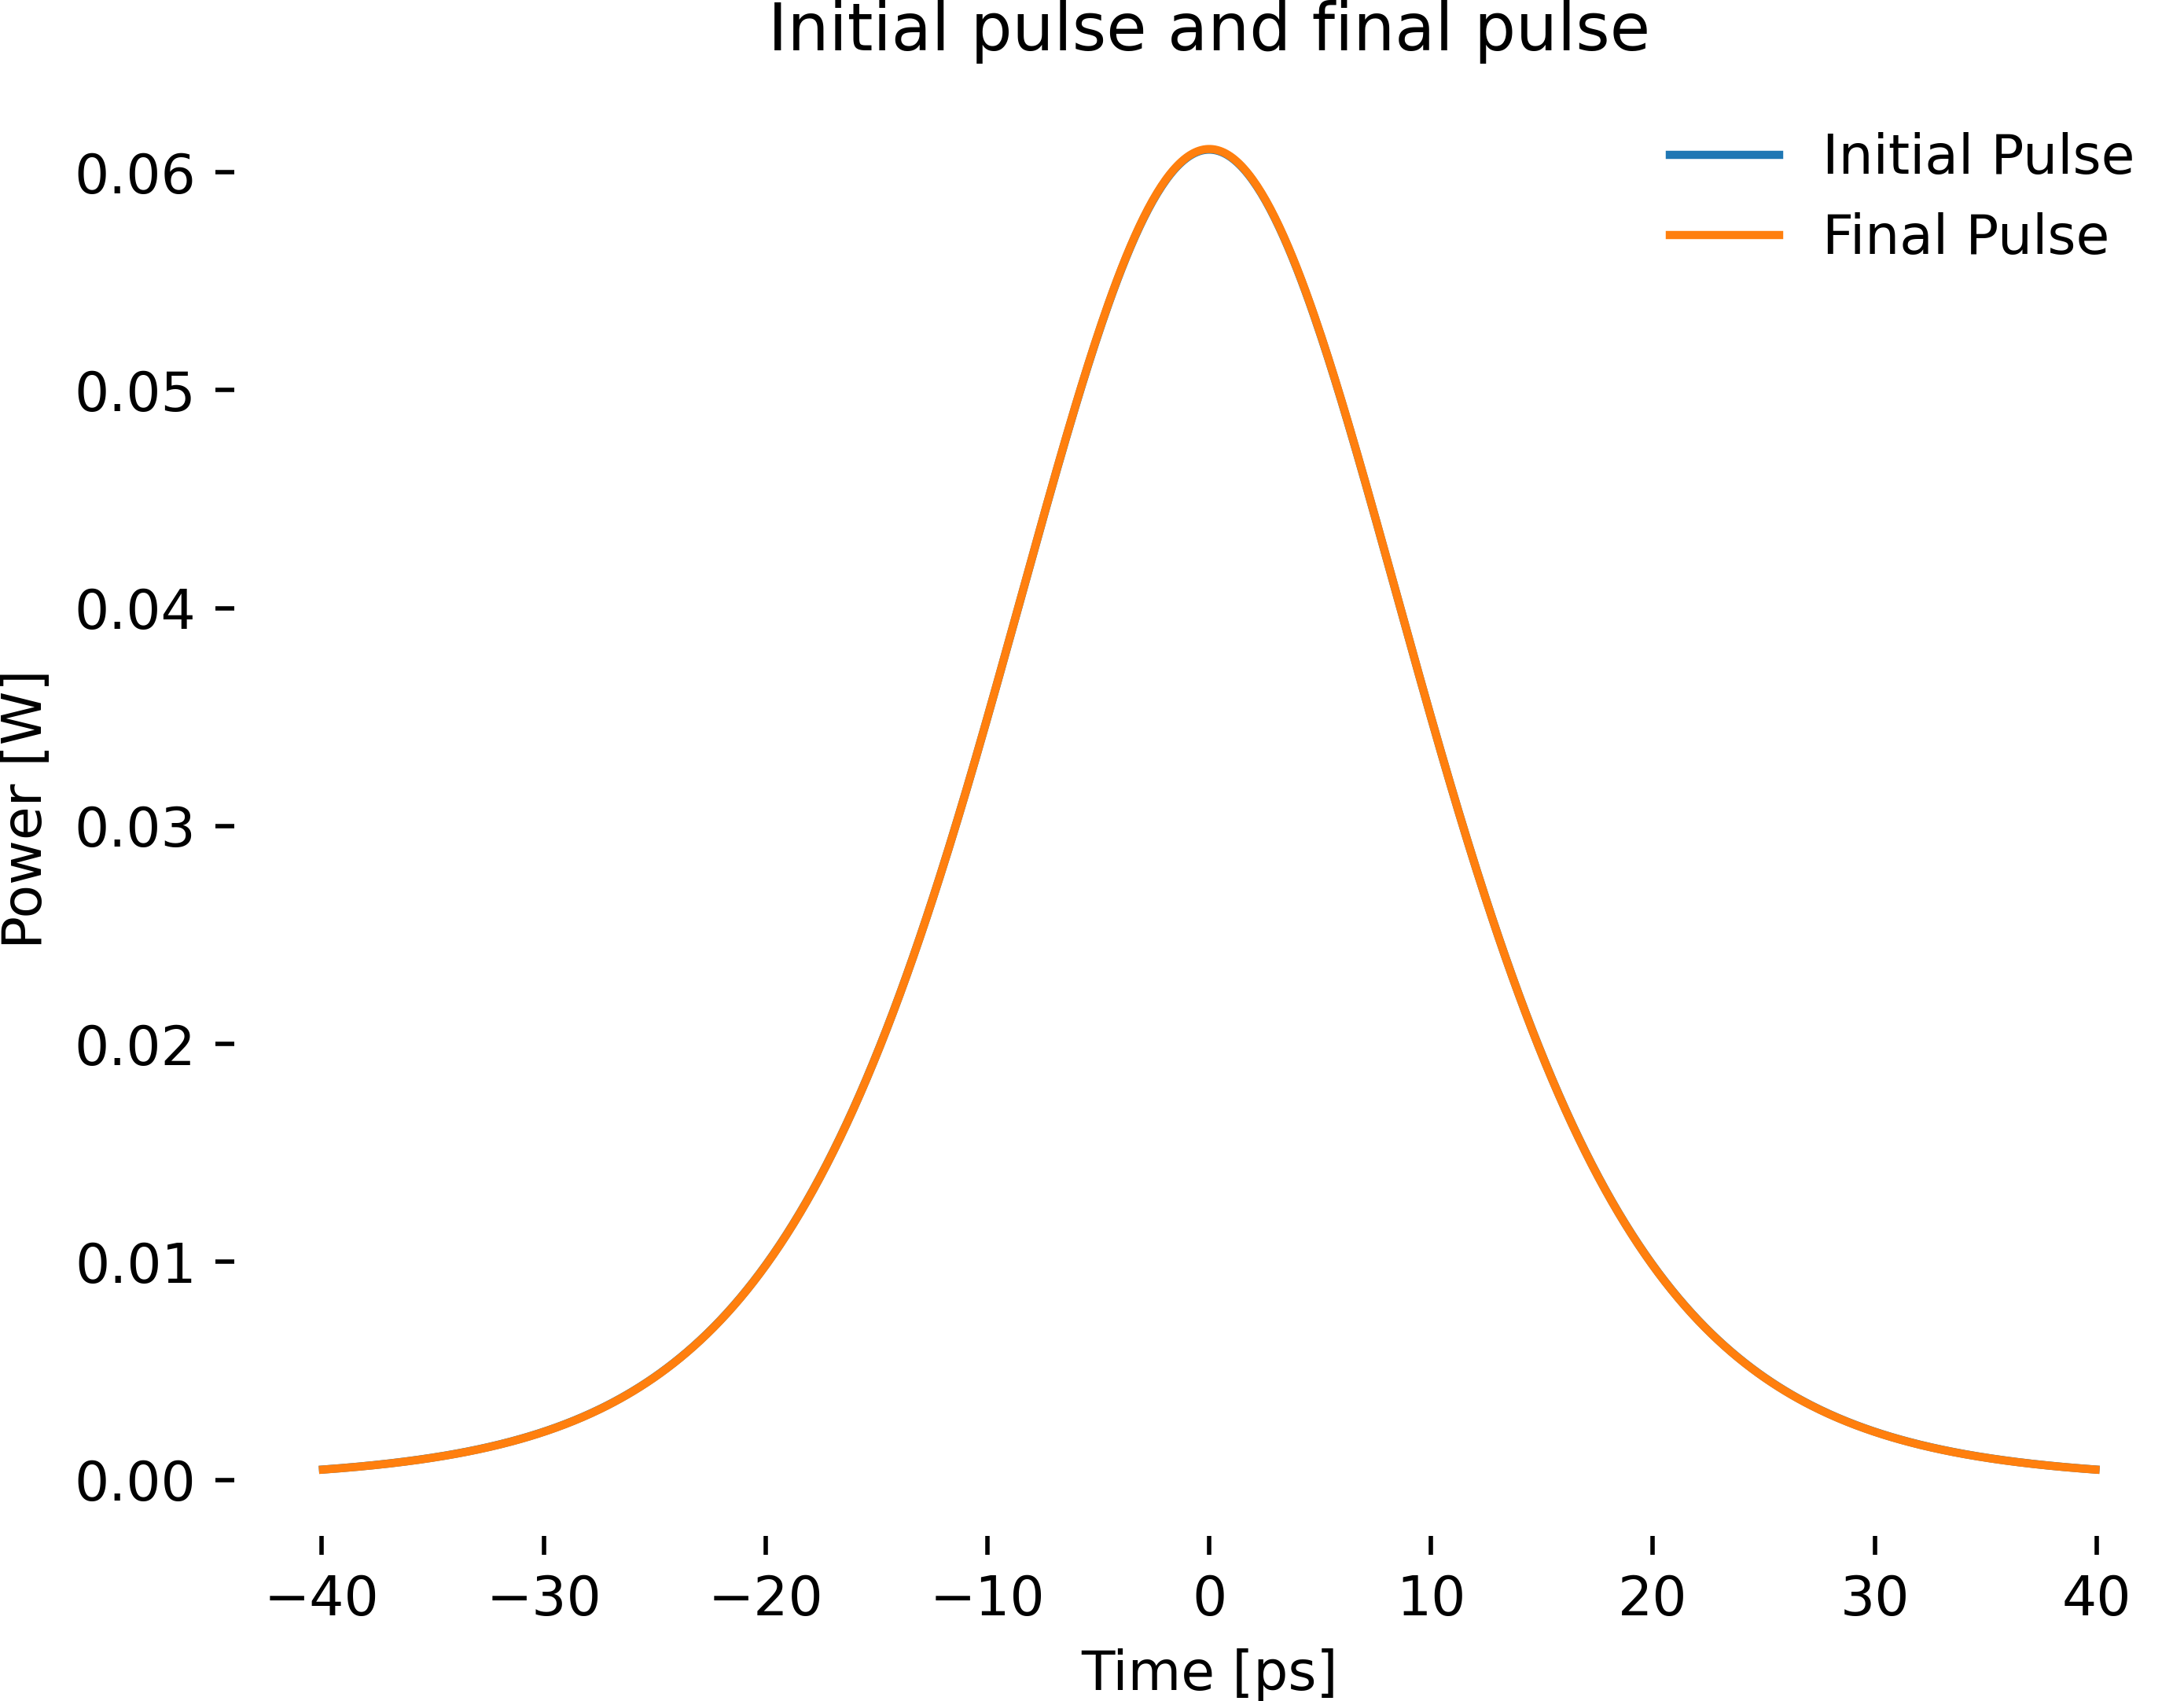 Initial pulse and final pulse
Initial Pulse
Final Pulse
0.06
0.05
0.04
0.03
0.02
0.01
0.00
Power [W]
−40 −30 −20 −10 0 10 20 30 40
Time [ps]